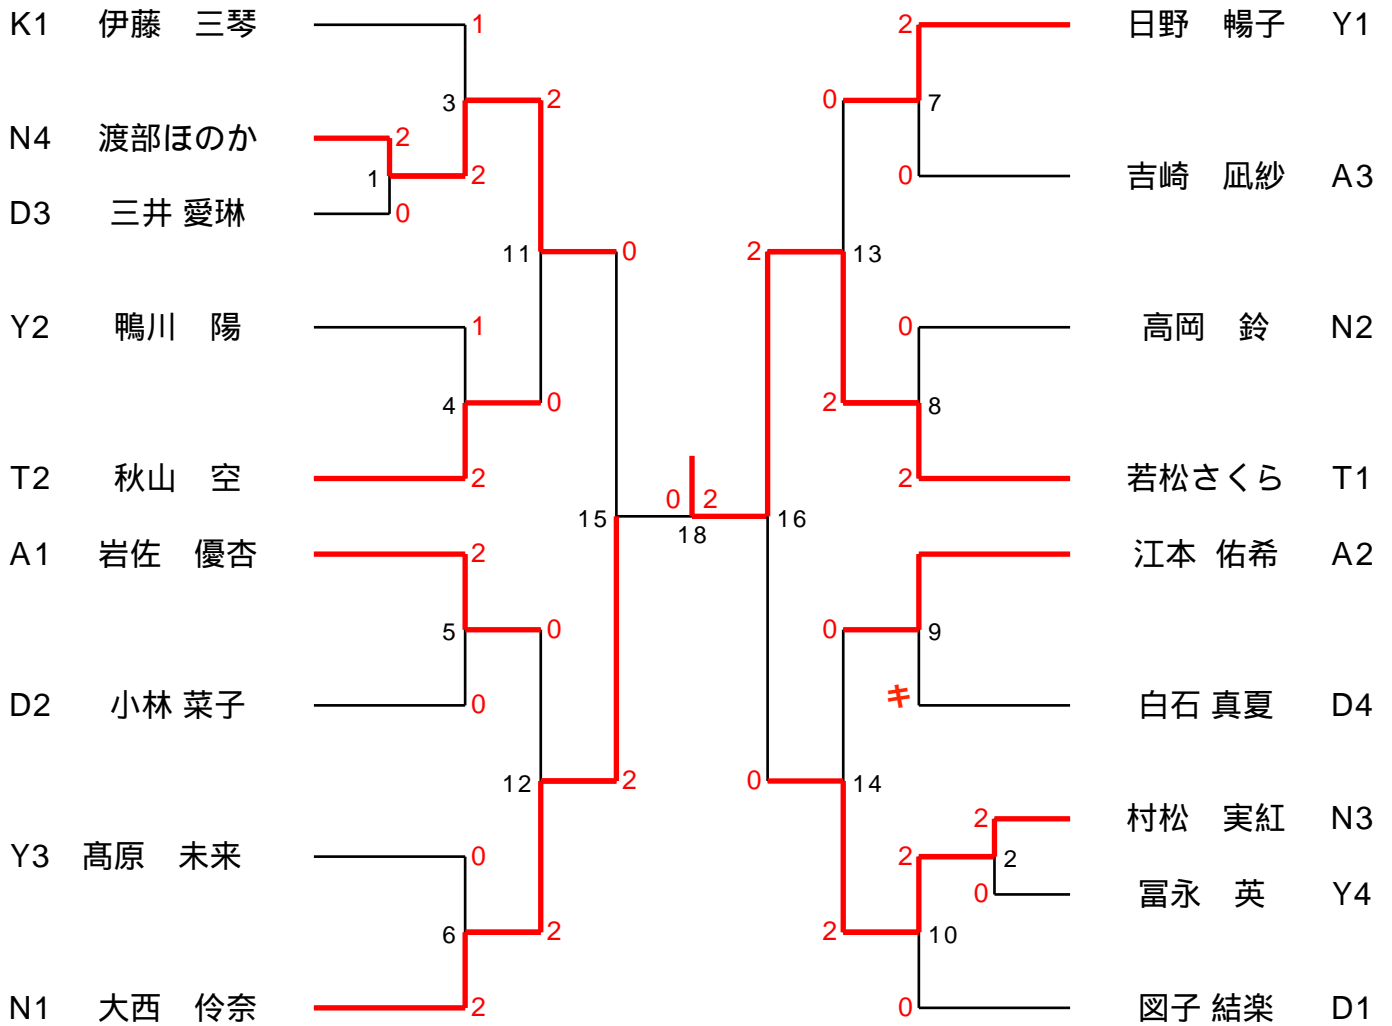 K1 伊藤　三琴 1 2 日野　暢子 Y1
3 2 0 7
N4 渡部ほのか 2
1 2 0 吉崎　凪紗 A3
D3 三井 愛琳 0
11 0 2 13
Y2 鴨川　陽 1 0 高岡　鈴 N2
4 0 2 8
T2 秋山　空 2 2 若松さくら T1
0 2
15 18 16
A1 岩佐　優杏 2 江本 佑希 A2
5 0 0 9
D2 小林 菜子 0 キ 白石 真夏 D4
12 2 0 14
2 村松　実紅 N3
Y3 髙原　未来 0 2 2
0 冨永　英 Y4
6 2 2 10
N1 大西　伶奈 2 0 図子 結楽 D1